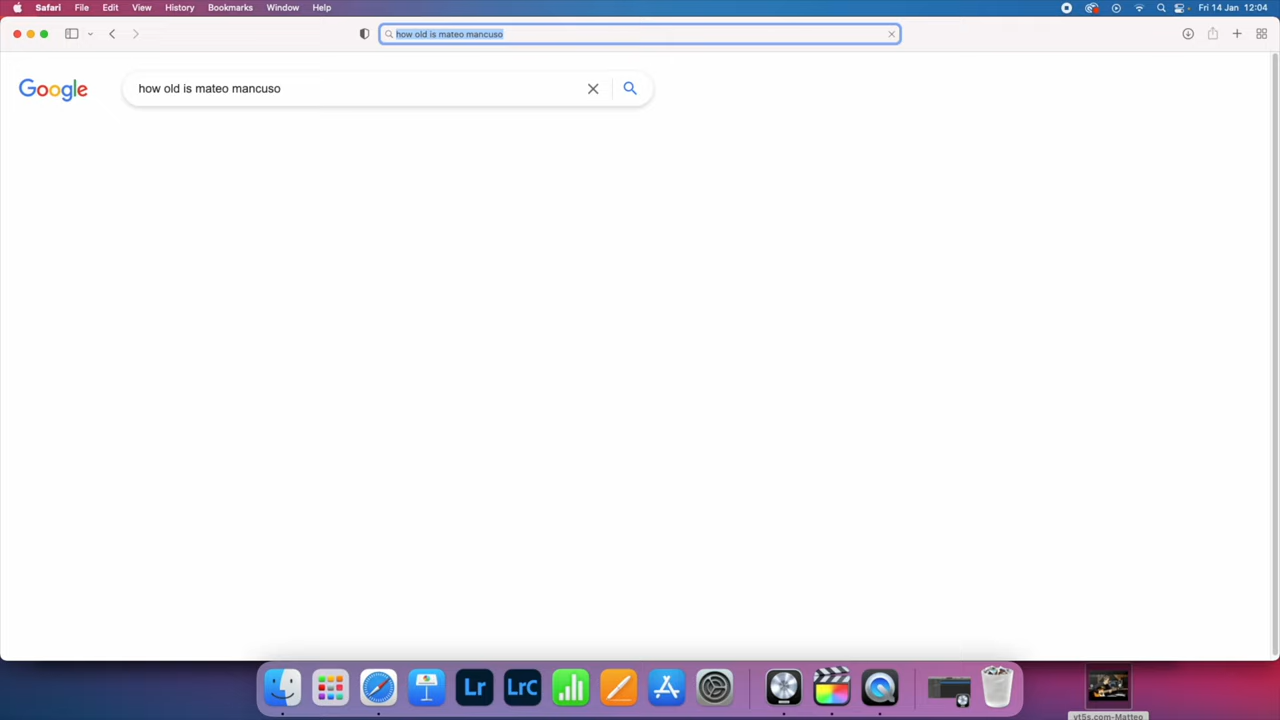 Safari File Edit View History Bookmarks Window Help Fri 14 Jan 12:04
how old is mateo mancuso
Google how old is mateo mancuso
Lr LrC
vt5s.com-Matteo